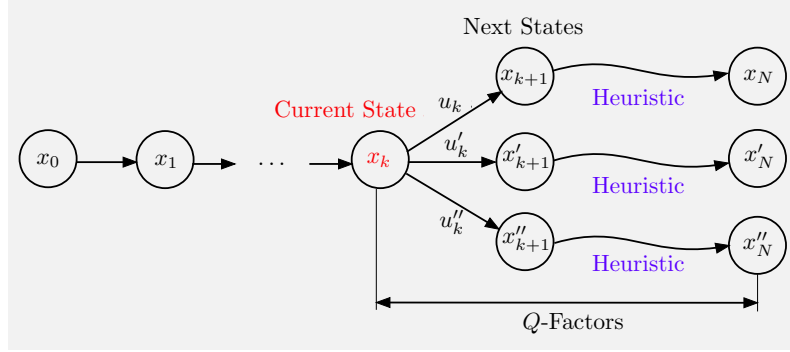 Next States
x_{k+1} x_N
u_k Heuristic
Current State
x_0 x_1 ... x_k u'_k x'_{k+1} x'_N
Heuristic
u''_k x''_{k+1} x''_N
Heuristic
Q-Factors